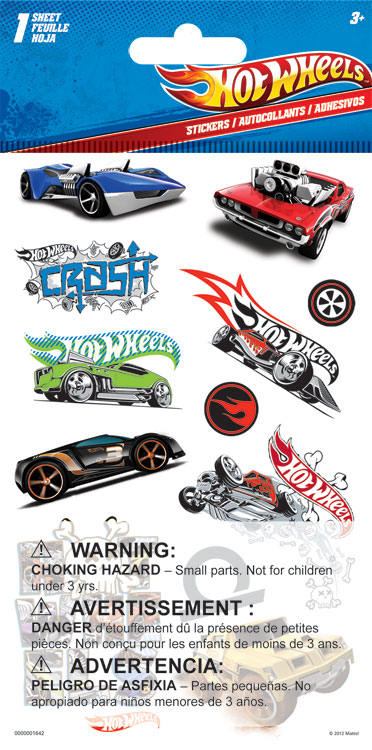 1 SHEET
FEUILLE
HOJA
3+
HOT WHEELS
STICKERS / AUTOCOLLANTS / ADHESIVOS
HOT WHEELS
CRASH
HOT WHEELS
HOT WHEELS
3
HOT WHEELS
WARNING:
CHOKING HAZARD – Small parts. Not for children
under 3 yrs.
AVERTISSEMENT :
DANGER d'étouffement dû la présence de petites
pièces. Non conçu pour les enfants de moins de 3 ans.
ADVERTENCIA:
PELIGRO DE ASFIXIA – Partes pequeñas. No
apropiado para niños menores de 3 años.
HOT WHEELS
0000001642
© 2012 Mattel